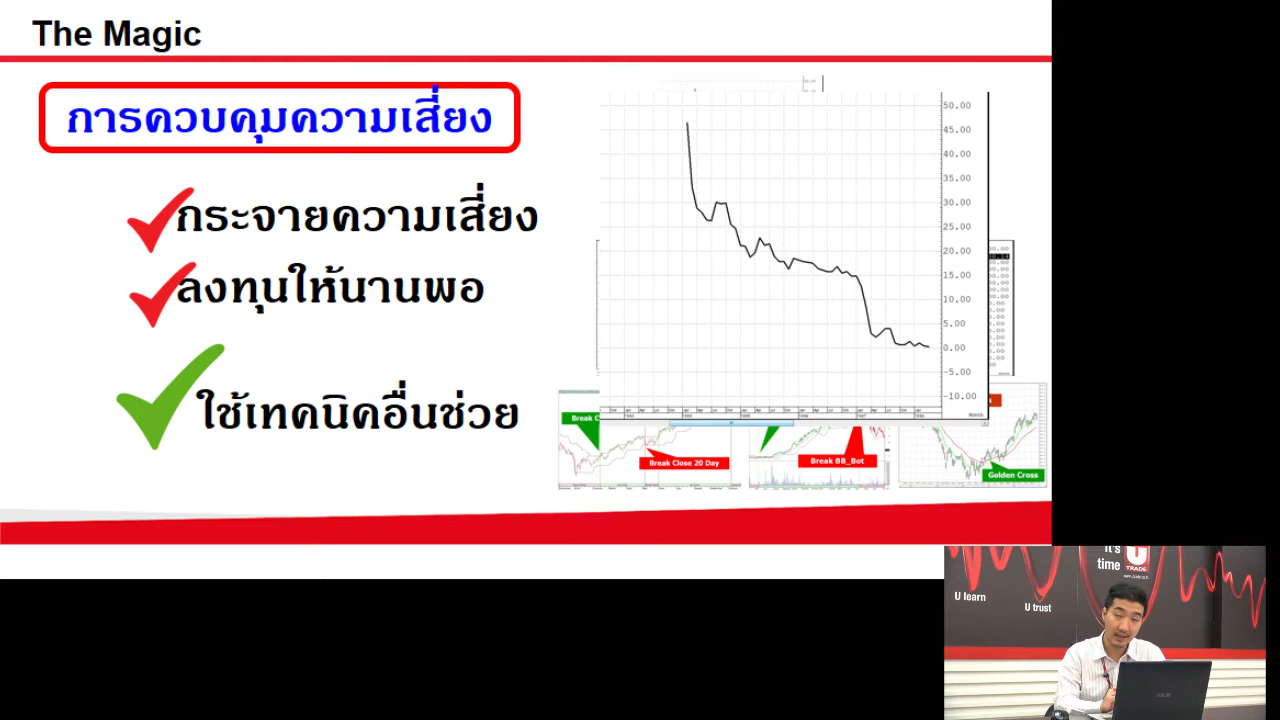 The Magic
การควบคุมความเสี่ยง
กระจายความเสี่ยง
ลงทุนให้นานพอ
ใช้เทคนิคอื่นช่วย
50.00
45.00
40.00
35.00
30.00
25.00
20.00
15.00
10.00
5.00
0.00
-5.00
-10.00
Month
Break C
Break Close 20 Day
Break BB_Bot
Golden Cross
It's
time
U
TRADE
U learn
U trust
ASUS